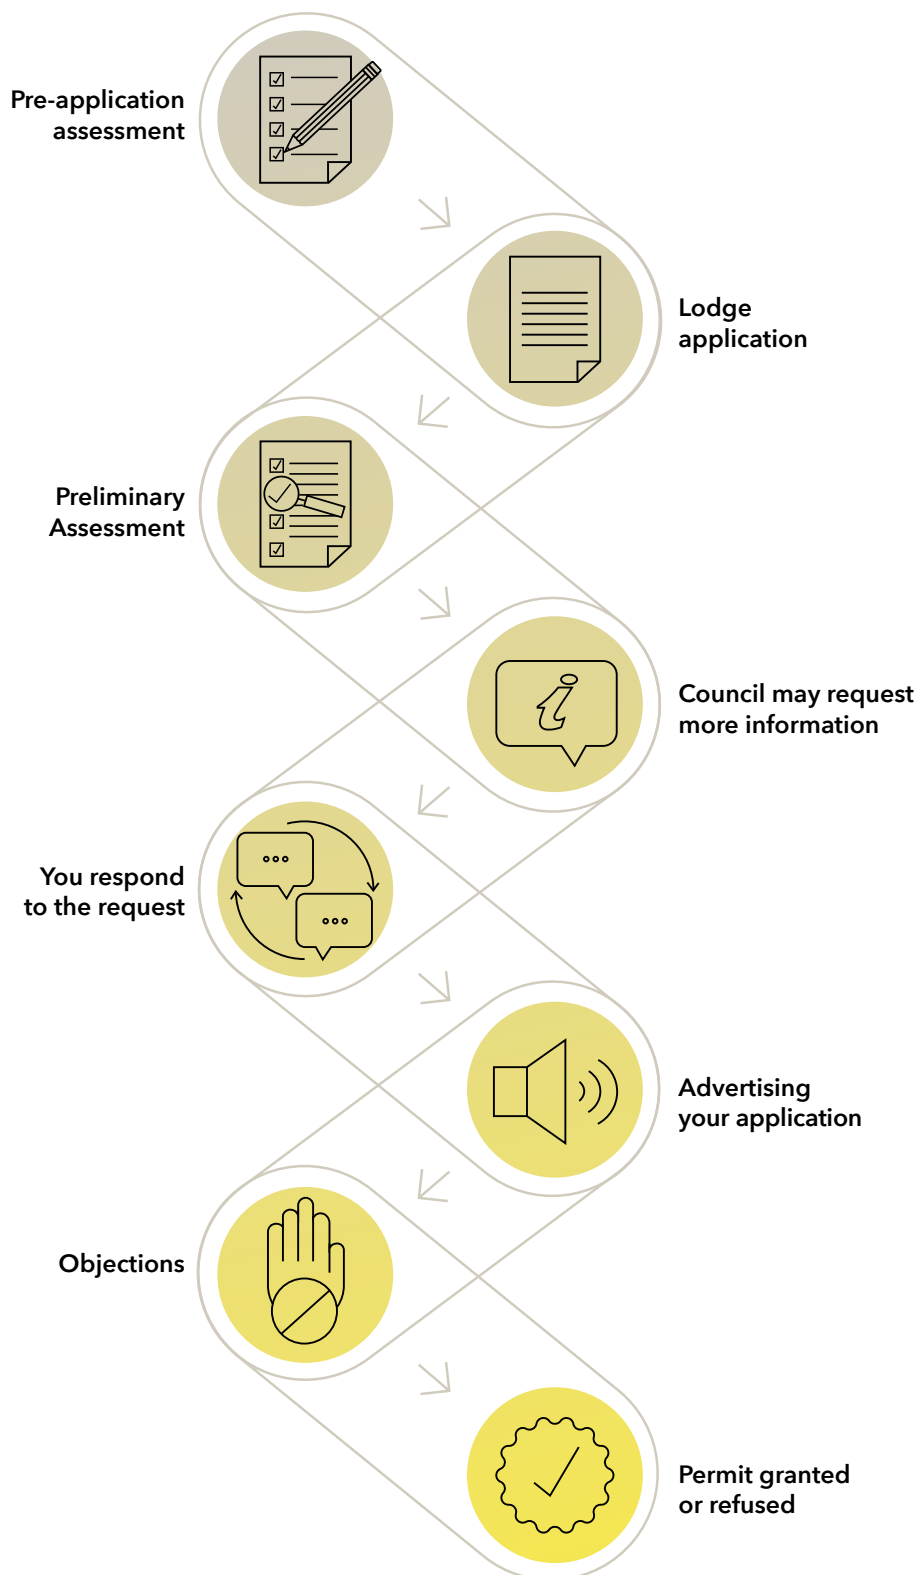 Pre-application
assessment
Lodge
application
Preliminary
Assessment
Council may request
more information
You respond
to the request
Advertising
your application
Objections
Permit granted
or refused